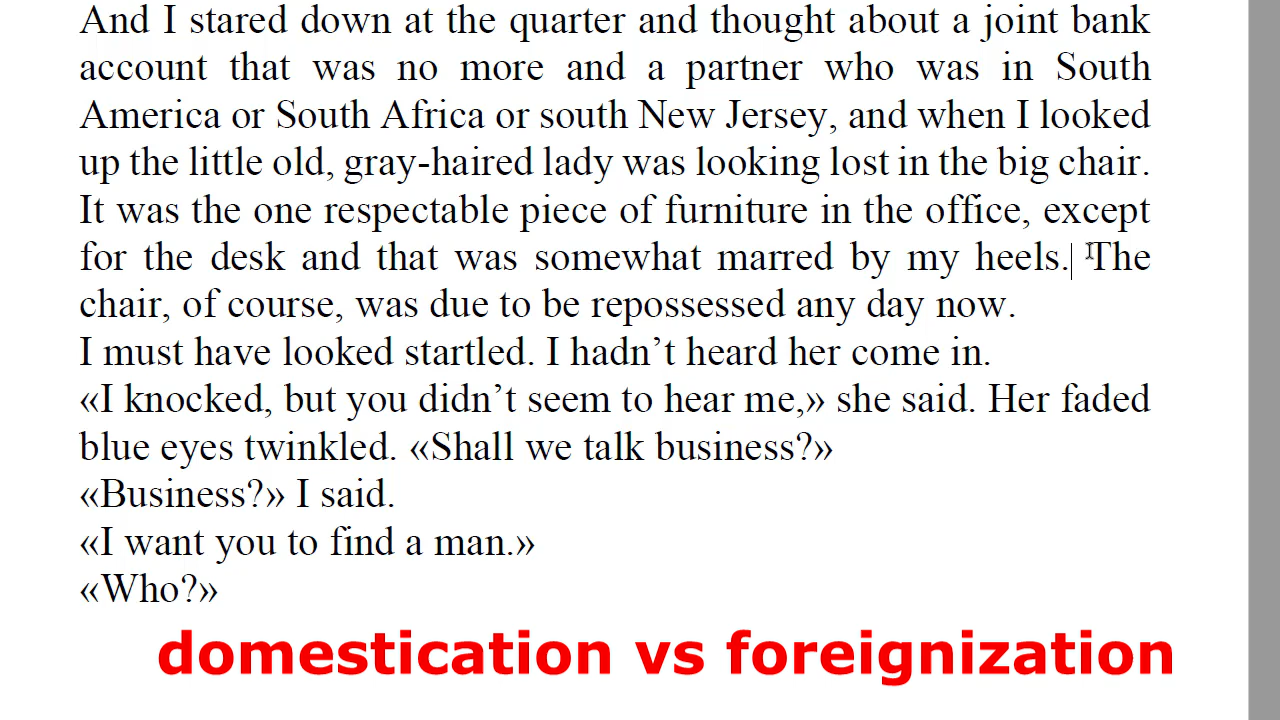 And I stared down at the quarter and thought about a joint bank
account that was no more and a partner who was in South
America or South Africa or south New Jersey, and when I looked
up the little old, gray-haired lady was looking lost in the big chair.
It was the one respectable piece of furniture in the office, except
for the desk and that was somewhat marred by my heels. The
chair, of course, was due to be repossessed any day now.
I must have looked startled. I hadn’t heard her come in.
«I knocked, but you didn’t seem to hear me,» she said. Her faded
blue eyes twinkled. «Shall we talk business?»
«Business?» I said.
«I want you to find a man.»
«Who?»
domestication vs foreignization